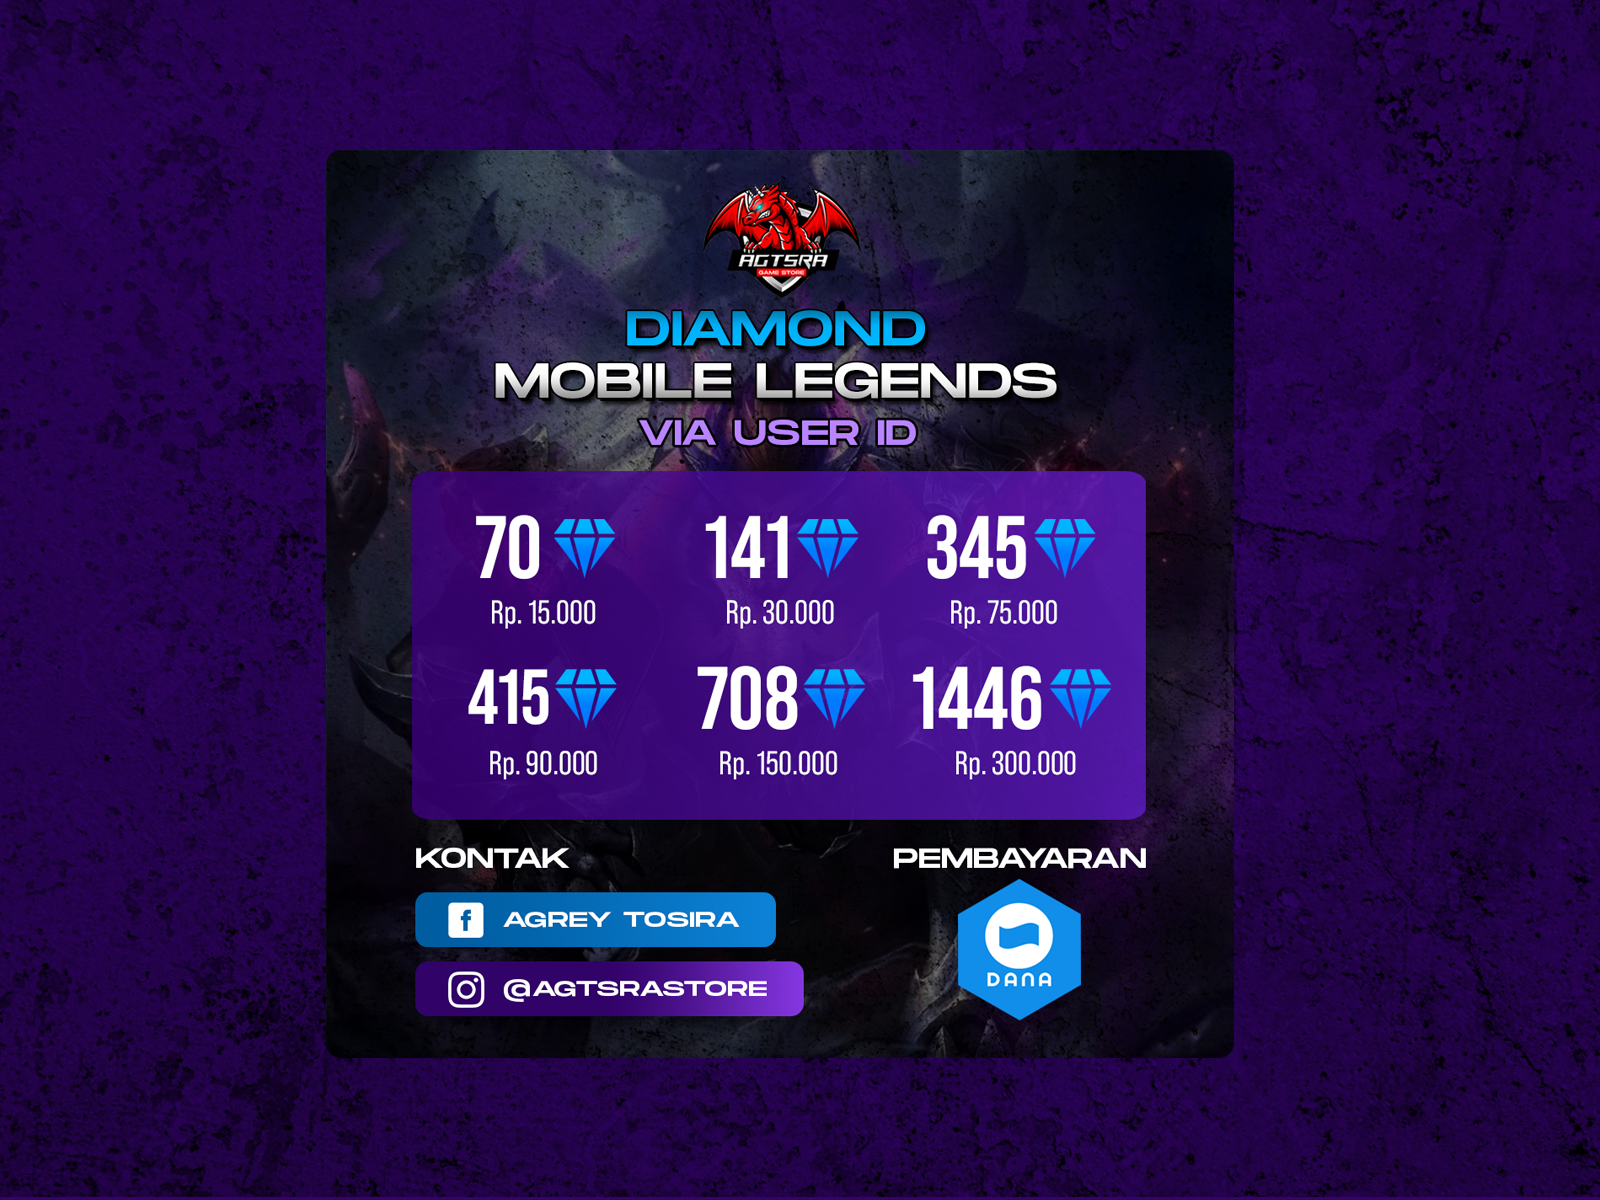 AGTSRA
GAME STORE
DIAMOND
MOBILE LEGENDS
VIA USER ID
70 141 345
Rp. 15.000 Rp. 30.000 Rp. 75.000
415 708 1446
Rp. 90.000 Rp. 150.000 Rp. 300.000
KONTAK
AGREY TOSIRA
@AGTSRASTORE
PEMBAYARAN
DANA